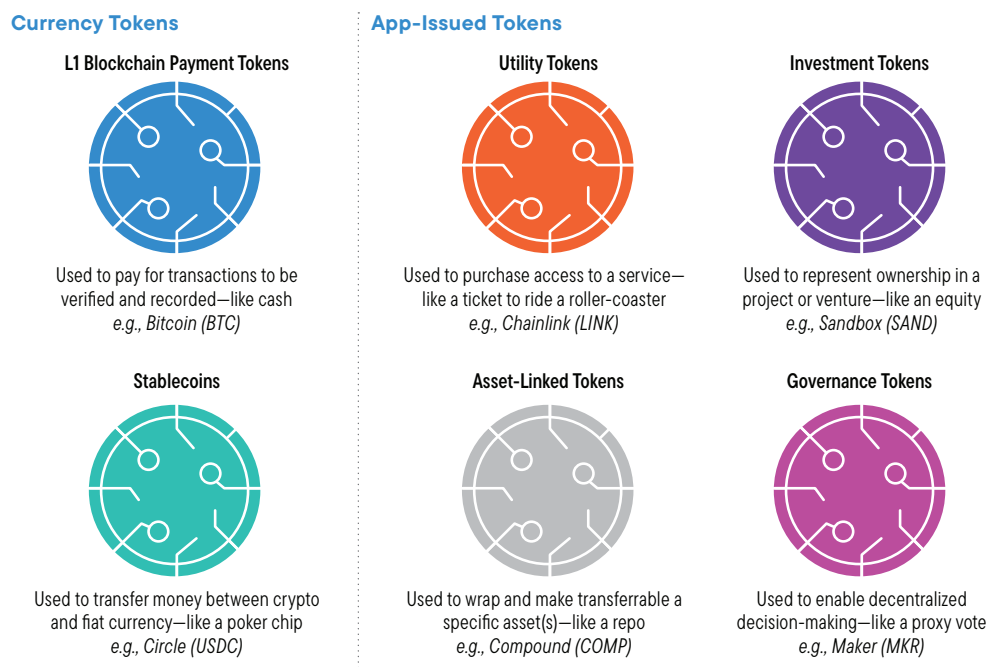 Currency Tokens
L1 Blockchain Payment Tokens
Used to pay for transactions to be
verified and recorded—like cash
e.g., Bitcoin (BTC)
Stablecoins
Used to transfer money between crypto
and fiat currency—like a poker chip
e.g., Circle (USDC)
App-Issued Tokens
Utility Tokens
Used to purchase access to a service—
like a ticket to ride a roller-coaster
e.g., Chainlink (LINK)
Investment Tokens
Used to represent ownership in a
project or venture—like an equity
e.g., Sandbox (SAND)
Asset-Linked Tokens
Used to wrap and make transferrable a
specific asset(s)—like a repo
e.g., Compound (COMP)
Governance Tokens
Used to enable decentralized
decision-making—like a proxy vote
e.g., Maker (MKR)